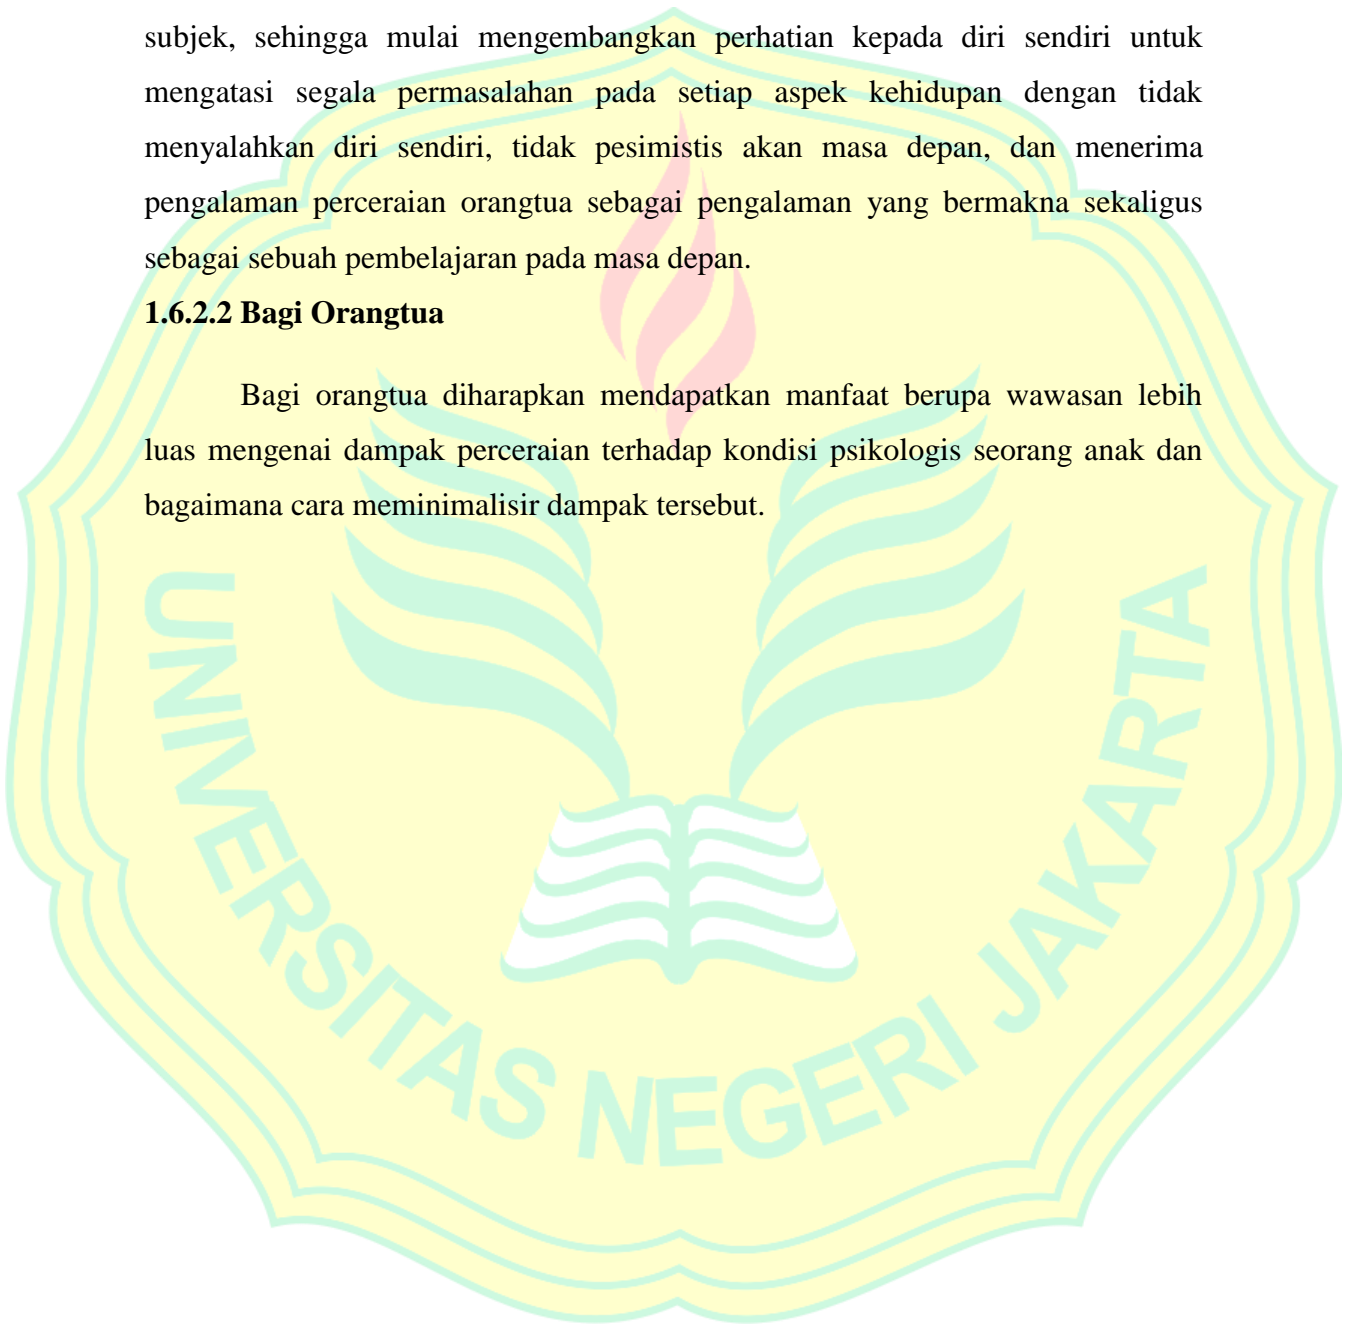 subjek, sehingga mulai mengembangkan perhatian kepada diri sendiri untuk
mengatasi segala permasalahan pada setiap aspek kehidupan dengan tidak
menyalahkan diri sendiri, tidak pesimistis akan masa depan, dan menerima
pengalaman perceraian orangtua sebagai pengalaman yang bermakna sekaligus
sebagai sebuah pembelajaran pada masa depan.
1.6.2.2 Bagi Orangtua
Bagi orangtua diharapkan mendapatkan manfaat berupa wawasan lebih
luas mengenai dampak perceraian terhadap kondisi psikologis seorang anak dan
bagaimana cara meminimalisir dampak tersebut.
UNIVERSITAS NEGERI JAKARTA